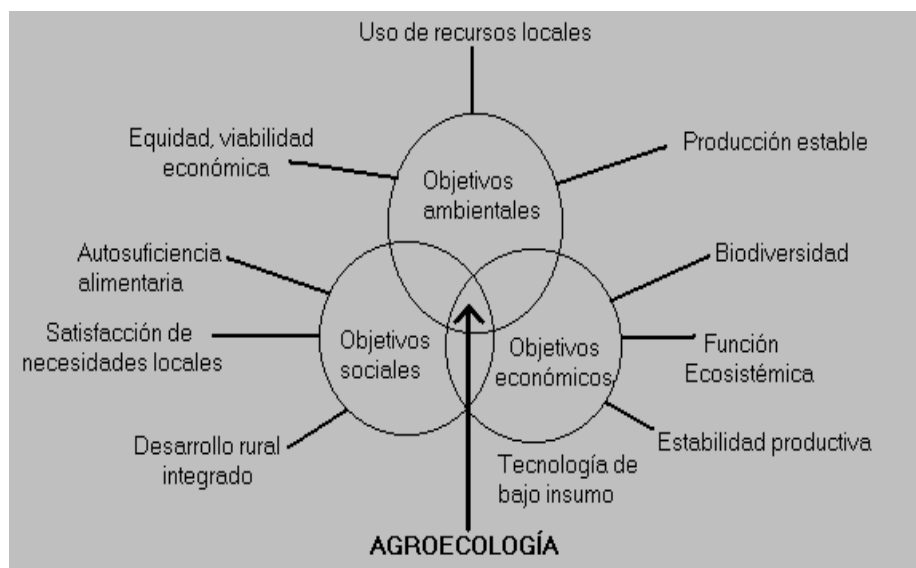 Uso de recursos locales
Equidad, viabilidad
económica
Producción estable
Objetivos
ambientales
Autosuficiencia
alimentaria
Biodiversidad
Satisfacción de
necesidades locales
Objetivos
sociales
Objetivos
económicos
Función
Ecosistémica
Desarrollo rural
integrado
Tecnología de
bajo insumo
Estabilidad productiva
AGROECOLOGÍA